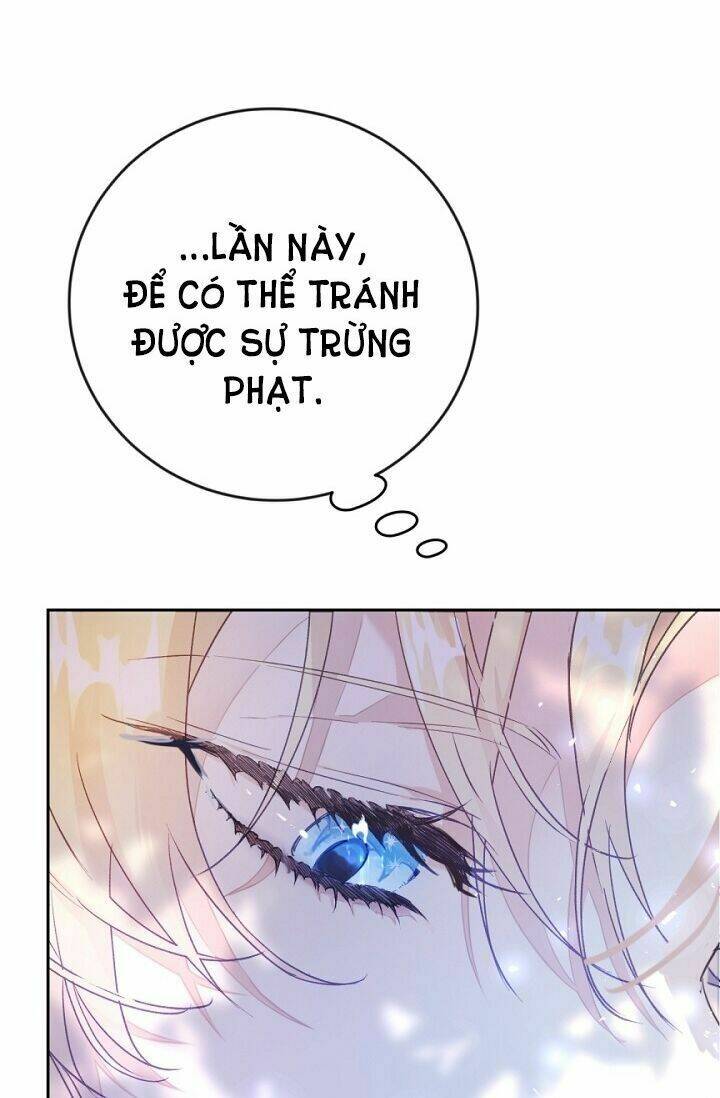 ...LẦN NÀY,
ĐỂ CÓ THỂ TRÁNH
ĐƯỢC SỰ TRỪNG
PHẠT.